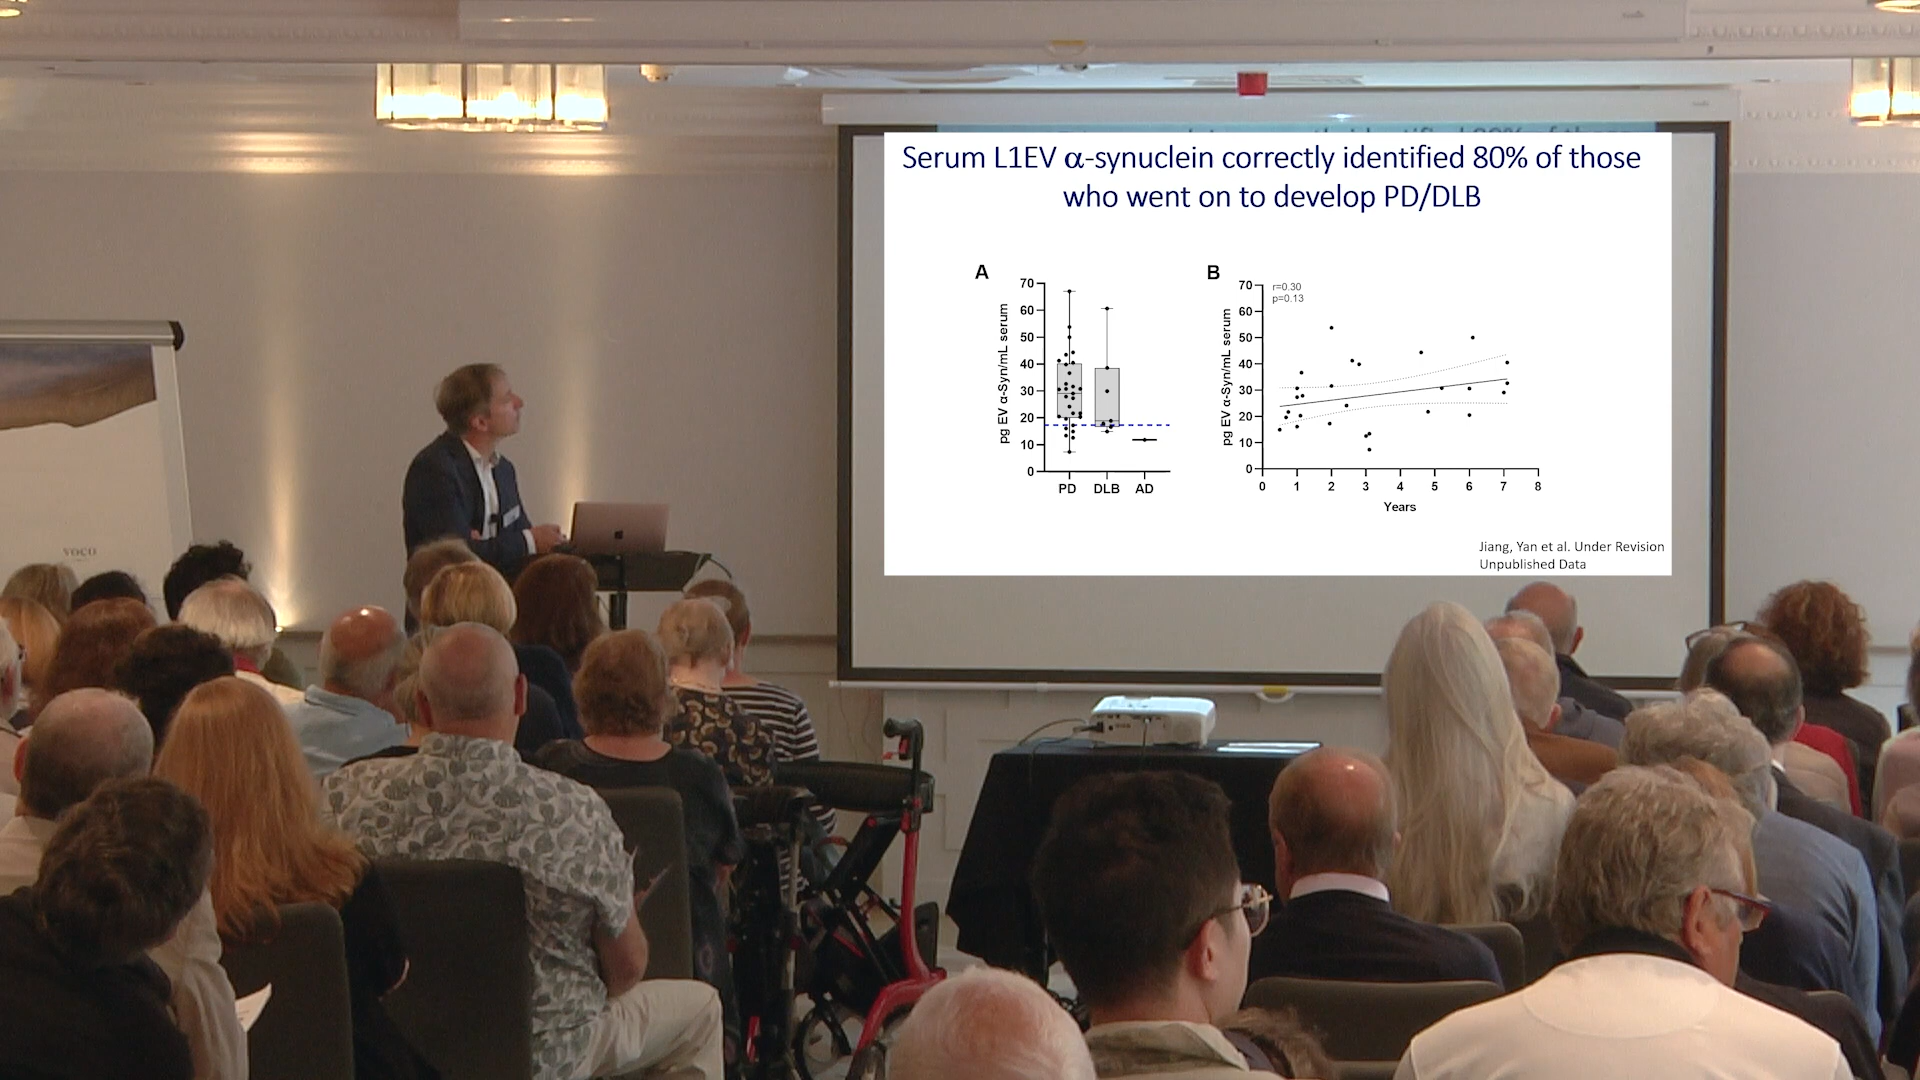 Serum L1EV α-synuclein correctly identified 80% of those
who went on to develop PD/DLB
A
pg EV α-Syn/mL serum
70
60
50
40
30
20
10
0
PD DLB AD
B
r=0.30
p=0.13
pg EV α-Syn/mL serum
70
60
50
40
30
20
10
0
0 1 2 3 4 5 6 7 8
Years
Jiang, Yan et al. Under Revision
Unpublished Data
voco